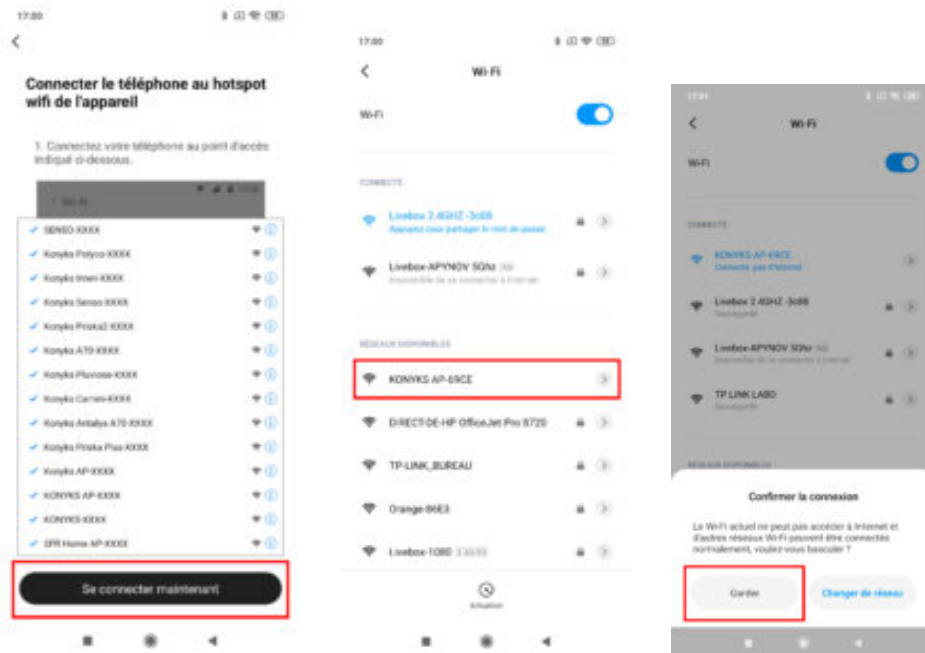 17:00
Connecter le téléphone au hotspot
wifi de l'appareil
1. Connectez votre téléphone au point d'accès
indiqué ci-dessous.
Wi-Fi
SENSO-XXXX
Konyks Polyco-XXXX
Konyks
Konyks Senso-XXXX
Konyks Priska2-XXXX
Konyks A70-XXXX
Konyks Pluviose-XXXX
Konyks Camini-XXXX
Konyks Antalya A70-XXXX
Konyks Priska Plus-XXXX
Konyks AP-XXXX
KONYKS AP-XXXX
KONYKS-XXXX
SFR Home-AP-XXXX
Se connecter maintenant
17:00
Wi-Fi
Wi-Fi
CONNECTÉ
Livebox 2.4GHZ -3c88
Appuyez pour partager le mot de passe
Livebox-APYNOV 5Ghz
Impossible de se connecter à Internet
RÉSEAUX DISPONIBLES
KONYKS AP-69CE
DIRECT-DE-HP OfficeJet Pro 8720
TP-LINK_BUREAU
Orange-86E3
Livebox-1080
Actualiser
17:01
Wi-Fi
Wi-Fi
CONNECTÉ
KONYKS AP-69CE
Connecté, pas d'Internet
Livebox 2.4GHZ -3c88
Sauvegardé
Livebox-APYNOV 5Ghz
Impossible de se connecter à Internet
TP LINK LABO
Sauvegardé
RÉSEAUX DISPONIBLES
Confirmer la connexion
Le Wi-Fi actuel ne peut pas accéder à Internet et
d'autres réseaux Wi-Fi peuvent être connectés
normalement, voulez-vous basculer ?
Garder
Changer de réseau